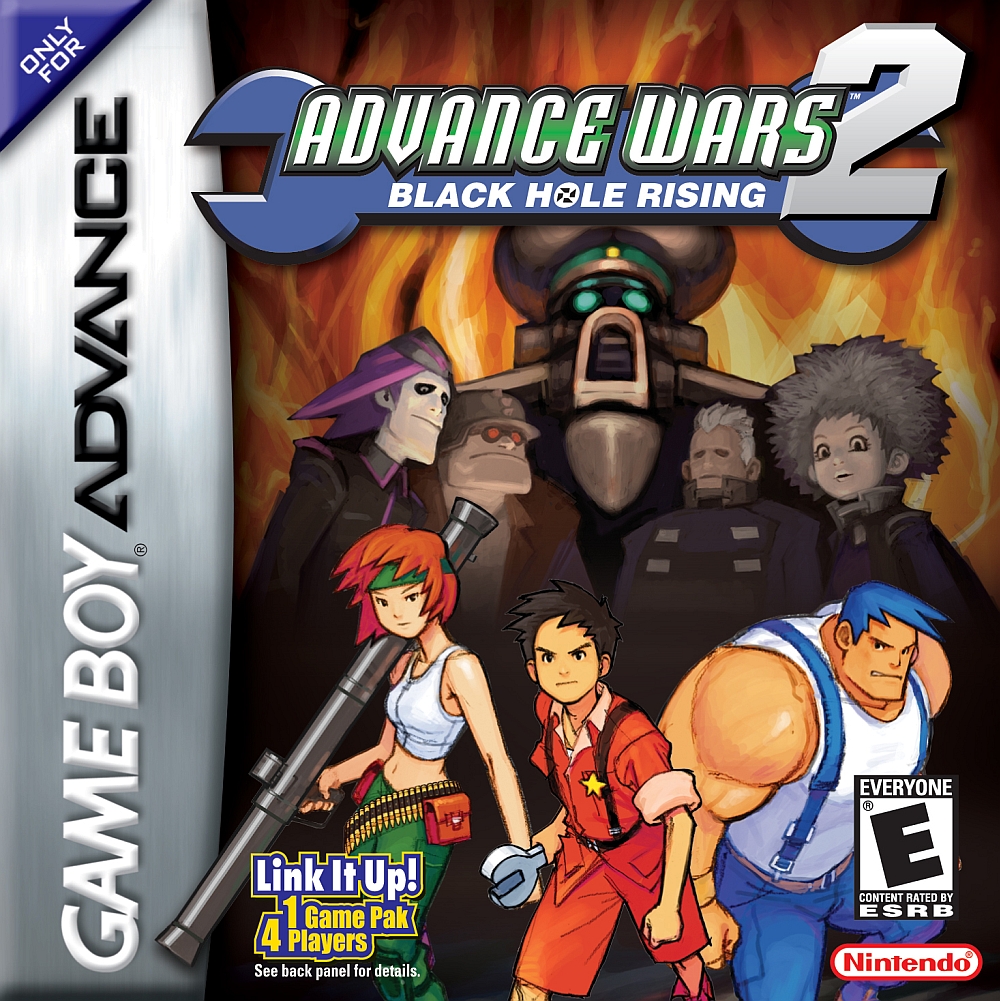 ONLY
FOR
GAME BOY ADVANCE
®
ADVANCE WARS 2
™
BLACK HOLE RISING
Link It Up!
1 Game Pak
4 Players
See back panel for details.
EVERYONE
®
E
CONTENT RATED BY
ESRB
Nintendo®